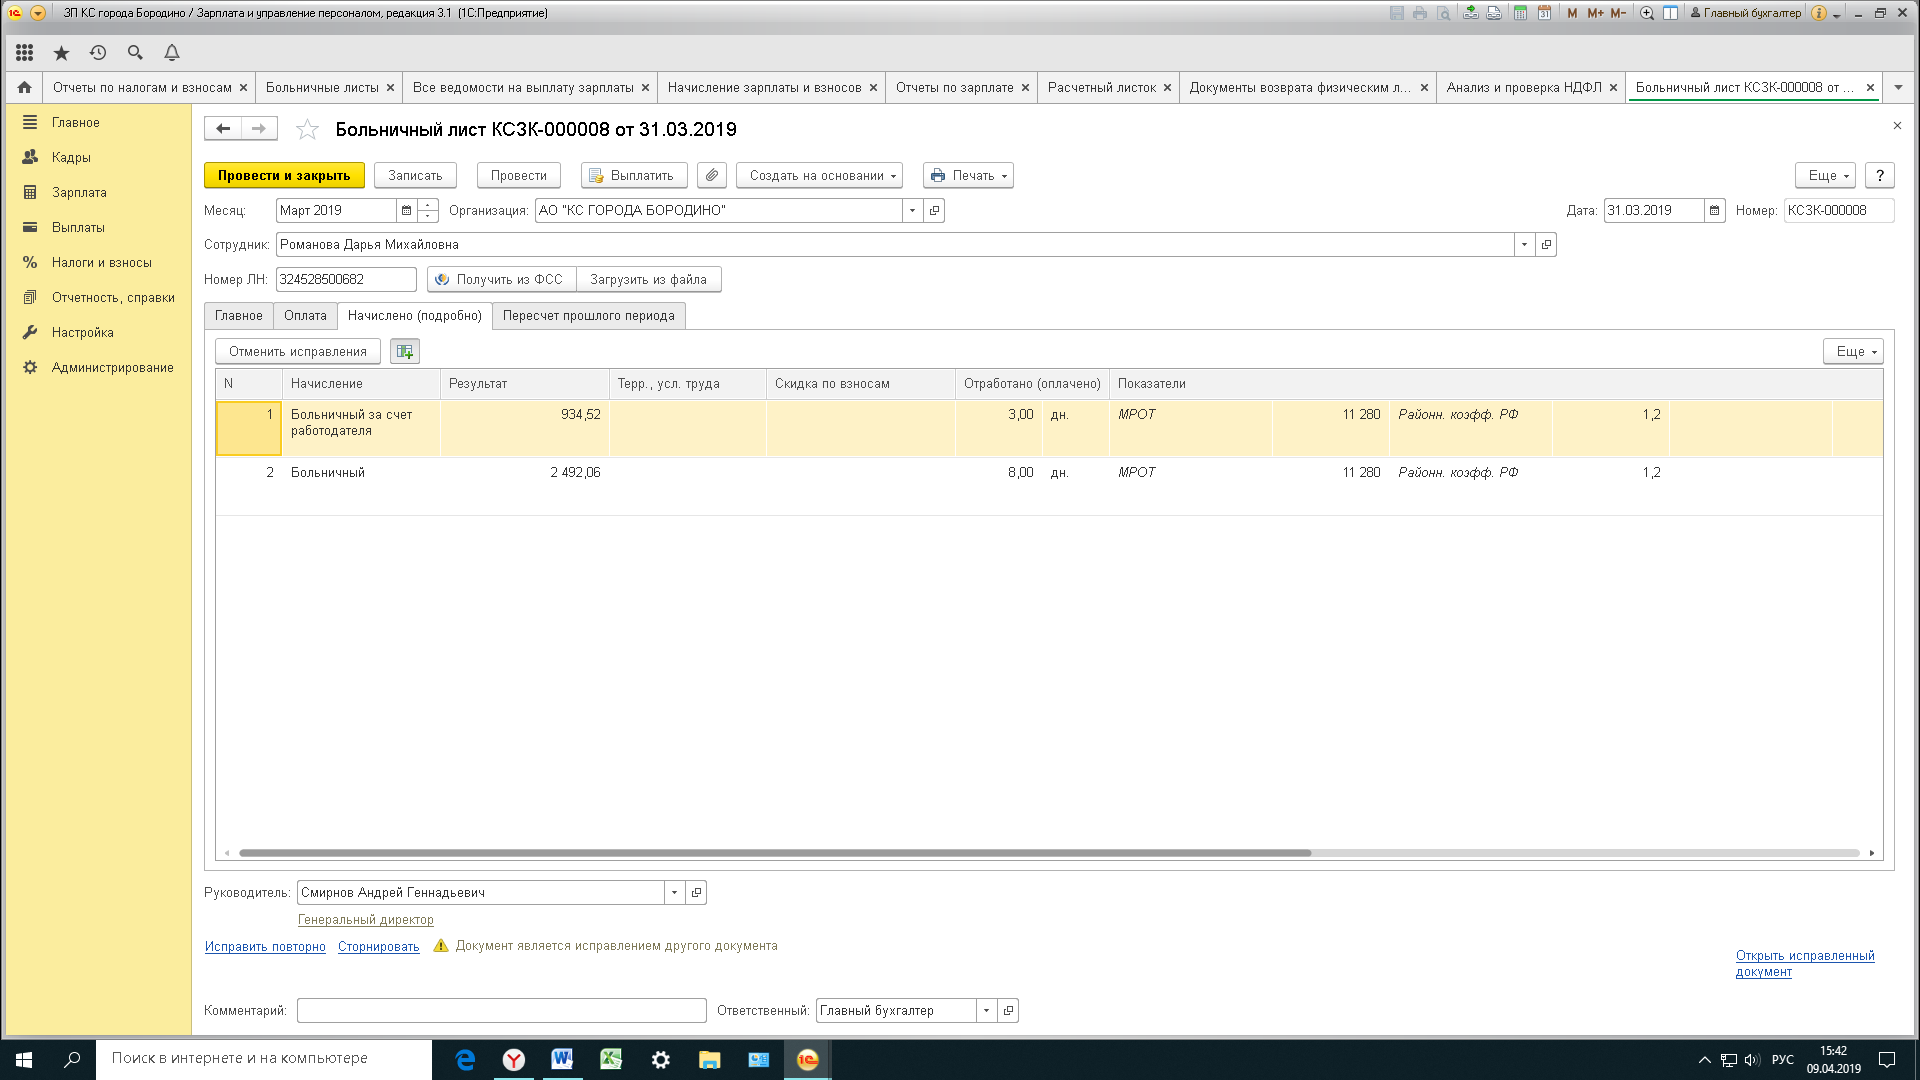 ЗП КС города Бородино / Зарплата и управление персоналом, редакция 3.1 (1С:Предприятие)
M M+ M- Главный бухгалтер
Отчеты по налогам и взносам
Больничные листы
Все ведомости на выплату зарплаты
Начисление зарплаты и взносов
Отчеты по зарплате
Расчетный листок
Документы возврата физическим л...
Анализ и проверка НДФЛ
Больничный лист КСЗК-000008 от ...
Главное
Кадры
Зарплата
Выплаты
Налоги и взносы
Отчетность, справки
Настройка
Администрирование
Больничный лист КСЗК-000008 от 31.03.2019
Провести и закрыть Записать Провести Выплатить Создать на основании Печать Еще ?
Месяц: Март 2019 Организация: АО "КС ГОРОДА БОРОДИНО" Дата: 31.03.2019 Номер: КСЗК-000008
Сотрудник: Романова Дарья Михайловна
Номер ЛН: 324528500682 Получить из ФСС Загрузить из файла
Главное Оплата Начислено (подробно) Пересчет прошлого периода
Отменить исправления Еще
N Начисление Результат Терр., усл. труда Скидка по взносам Отработано (оплачено) Показатели
1 Больничный за счет работодателя 934,52 3,00 дн. МРОТ 11 280 Районн. коэфф. РФ 1,2
2 Больничный 2 492,06 8,00 дн. МРОТ 11 280 Районн. коэфф. РФ 1,2
Руководитель: Смирнов Андрей Геннадьевич
Генеральный директор
Исправить повторно Сторнировать Документ является исправлением другого документа
Открыть исправленный
документ
Комментарий: Ответственный: Главный бухгалтер
Поиск в интернете и на компьютере
РУС
15:42
09.04.2019